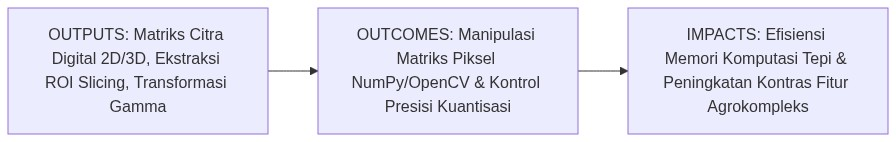 OUTPUTS: Matriks Citra
Digital 2D/3D, Ekstraksi
ROI Slicing, Transformasi
Gamma
OUTCOMES: Manipulasi
Matriks Piksel
NumPy/OpenCV & Kontrol
Presisi Kuantisasi
IMPACTS: Efisiensi
Memori Komputasi Tepi &
Peningkatan Kontras Fitur
Agrokompleks